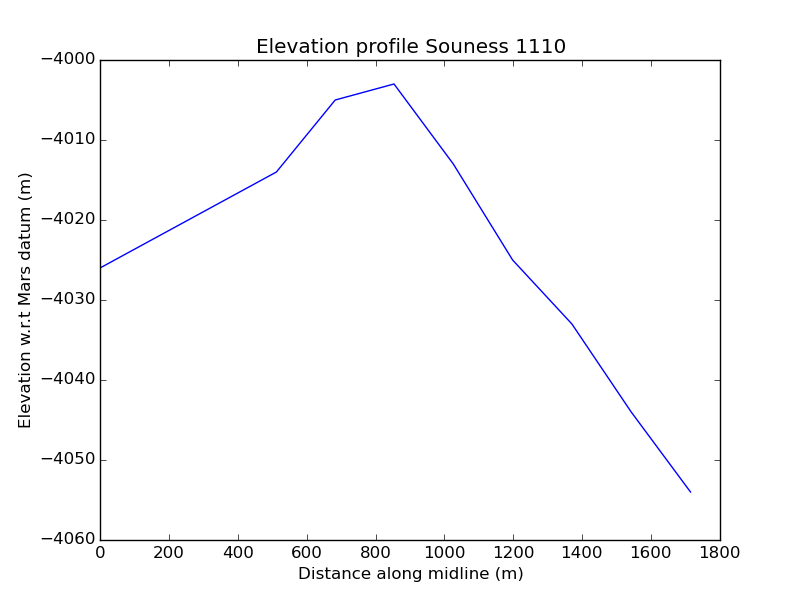 Elevation profile Souness 1110
−4000
−4010
−4020
−4030
−4040
−4050
−4060
Elevation w.r.t Mars datum (m)
0 200 400 600 800 1000 1200 1400 1600 1800
Distance along midline (m)